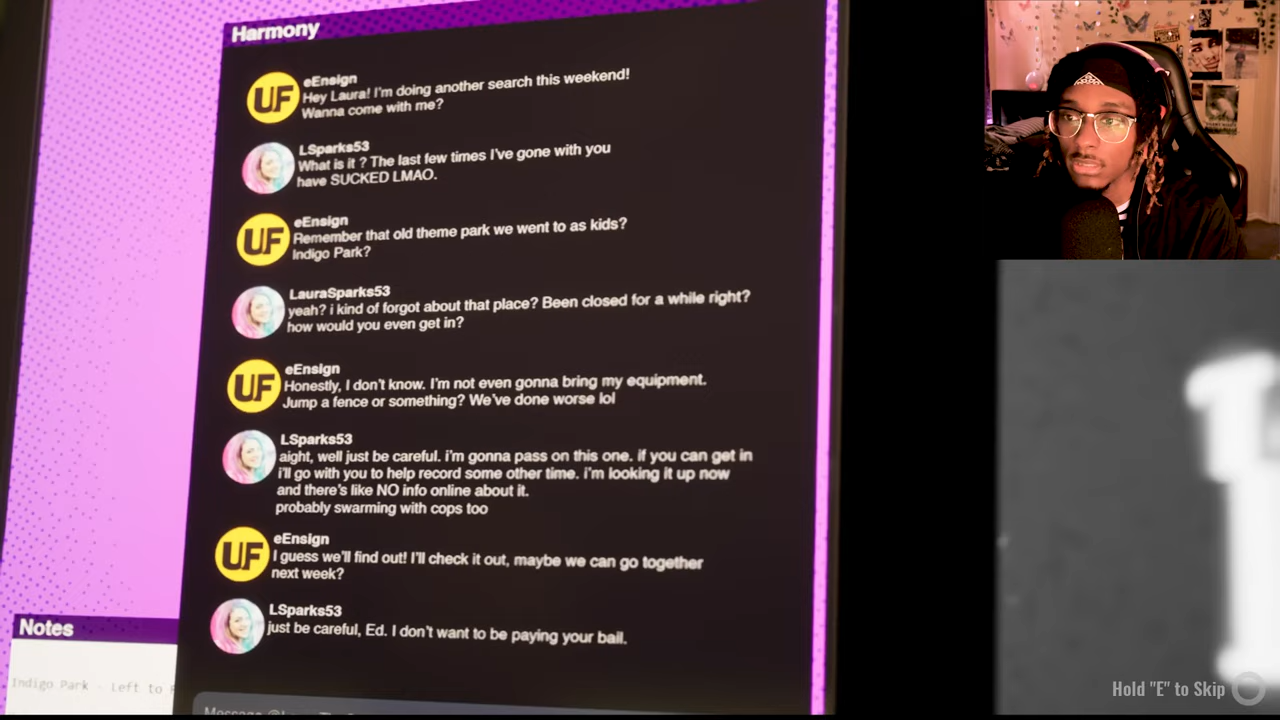 Harmony
UF
eEnsign
Hey Laura! I'm doing another search this weekend!
Wanna come with me?
LSparks53
What is it ? The last few times I've gone with you
have SUCKED LMAO.
UF
eEnsign
Remember that old theme park we went to as kids?
Indigo Park?
LauraSparks53
yeah? i kind of forgot about that place? Been closed for a while right?
how would you even get in?
UF
eEnsign
Honestly, I don't know. I'm not even gonna bring my equipment.
Jump a fence or something? We've done worse lol
LSparks53
aight, well just be careful. i'm gonna pass on this one. if you can get in
i'll go with you to help record some other time. i'm looking it up now
and there's like NO info online about it.
probably swarming with cops too
UF
eEnsign
I guess we'll find out! I'll check it out, maybe we can go together
next week?
LSparks53
just be careful, Ed. I don't want to be paying your bail.
Notes
Indigo Park - Left to
Message
Hold "E" to Skip